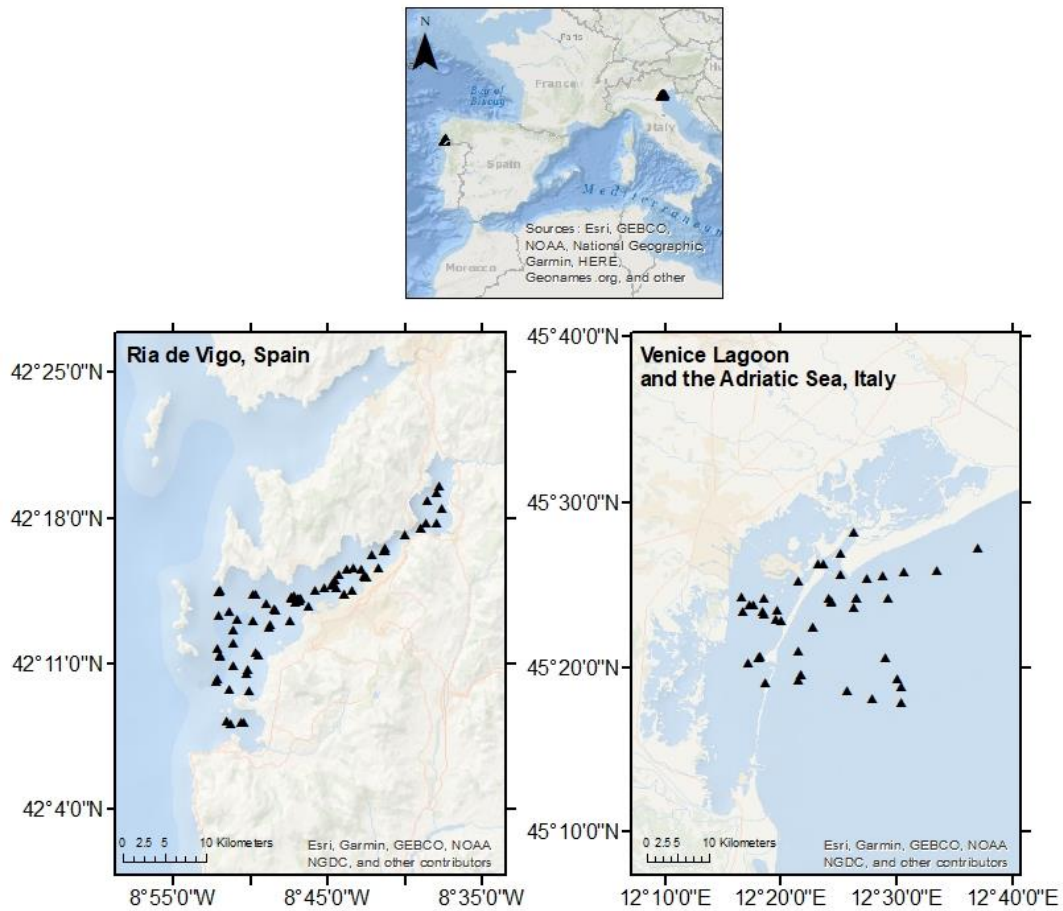 N
Paris
France
Bay of
Biscay
Italy
Spain
Mediterranean
Sources: Esri, GEBCO,
NOAA, National Geographic,
Garmin, HERE,
Geonames.org, and other
Morocco
Ria de Vigo, Spain
42°25'0"N
42°18'0"N
42°11'0"N
42°4'0"N
0 2.5 5 10 Kilometers
Esri, Garmin, GEBCO, NOAA
NGDC, and other contributors
8°55'0"W 8°45'0"W 8°35'0"W
Venice Lagoon
and the Adriatic Sea, Italy
45°40'0"N
45°30'0"N
45°20'0"N
45°10'0"N
0 2.5 5 10 Kilometers
Esri, Garmin, GEBCO, NOAA
NGDC, and other contributors
12°10'0"E 12°20'0"E 12°30'0"E 12°40'0"E